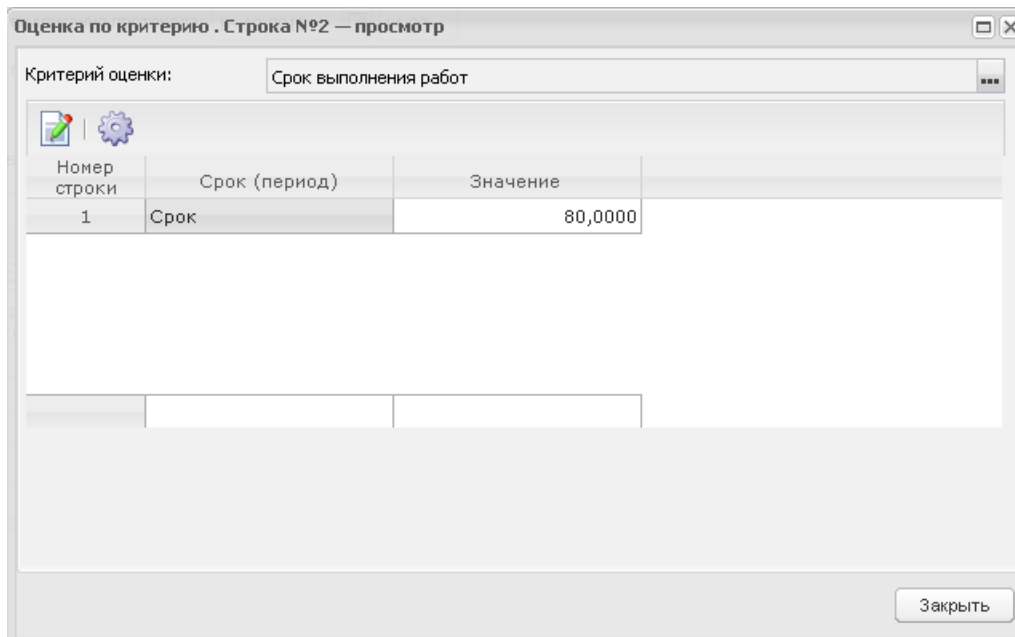 Оценка по критерию . Строка №2 — просмотр
Критерий оценки: Срок выполнения работ
Номер строки Срок (период) Значение
1 Срок 80,0000
Закрыть